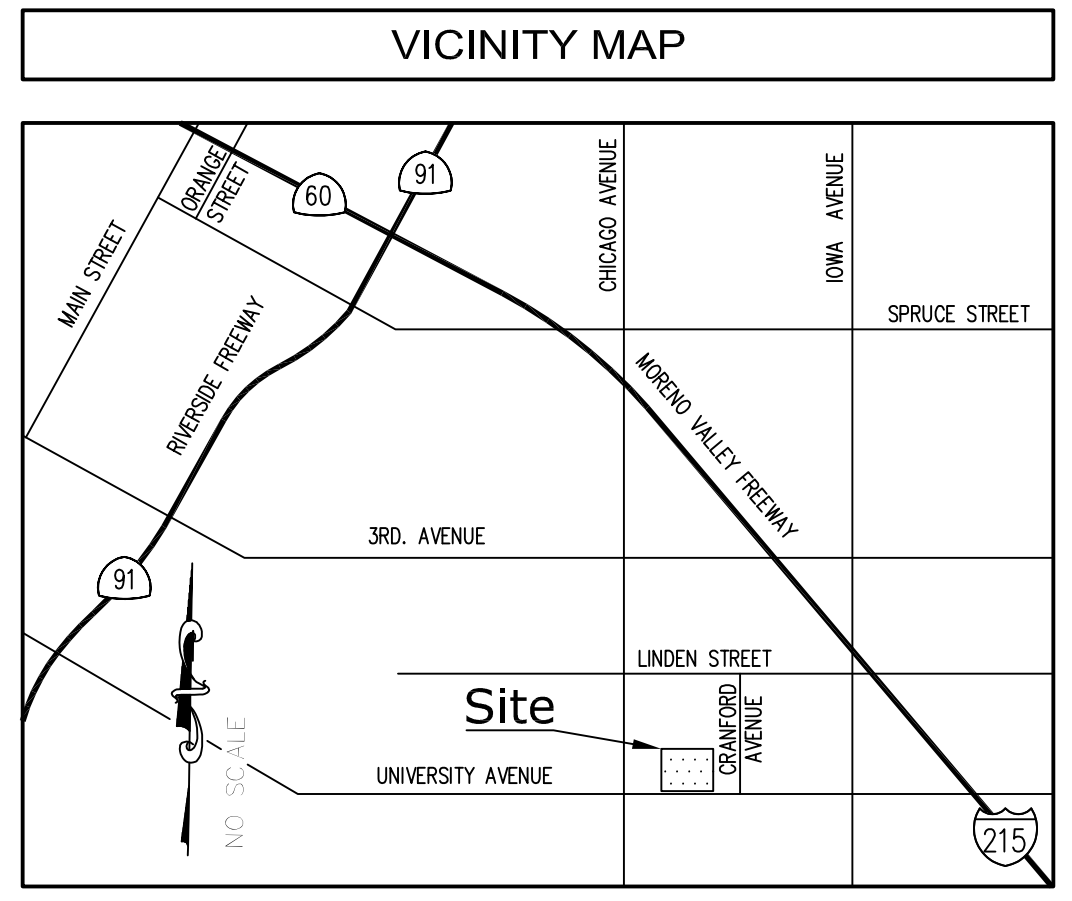 VICINITY MAP
ORANGE
STREET
60
91
CHICAGO AVENUE
IOWA AVENUE
MAIN STREET
SPRUCE STREET
RIVERSIDE FREEWAY
MORENO VALLEY FREEWAY
3RD. AVENUE
91
LINDEN STREET
Site
CRANFORD
AVENUE
NO SCALE
UNIVERSITY AVENUE
215